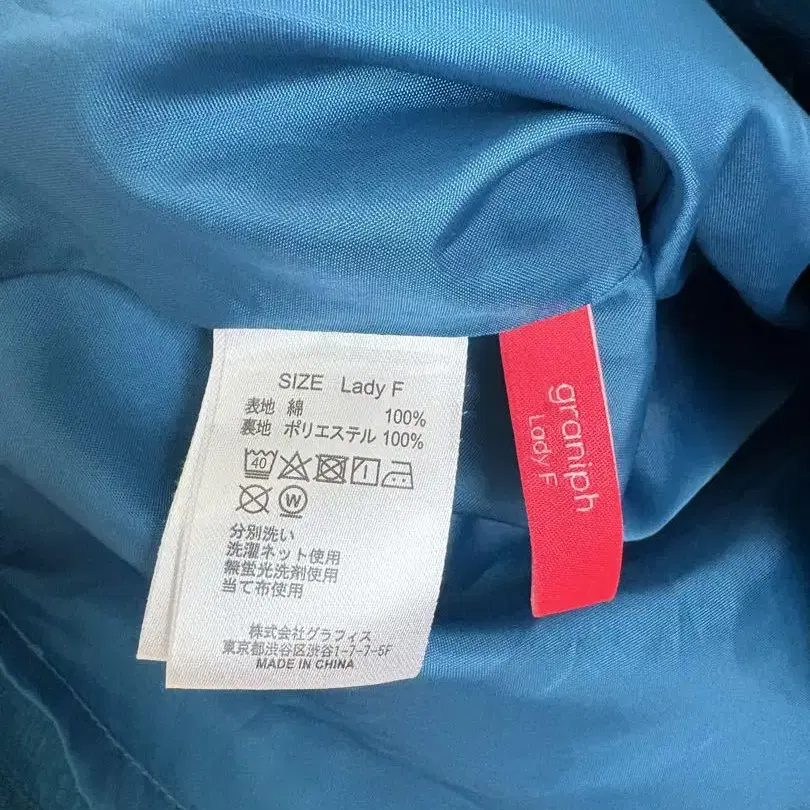 SIZE Lady F
表地 綿 100%
裏地 ポリエステル 100%
40
W
分別洗い
洗濯ネット使用
無蛍光洗剤使用
当て布使用
株式会社グラフィス
東京都渋谷区渋谷1-7-7-5F
MADE IN CHINA
graniph
Lady F